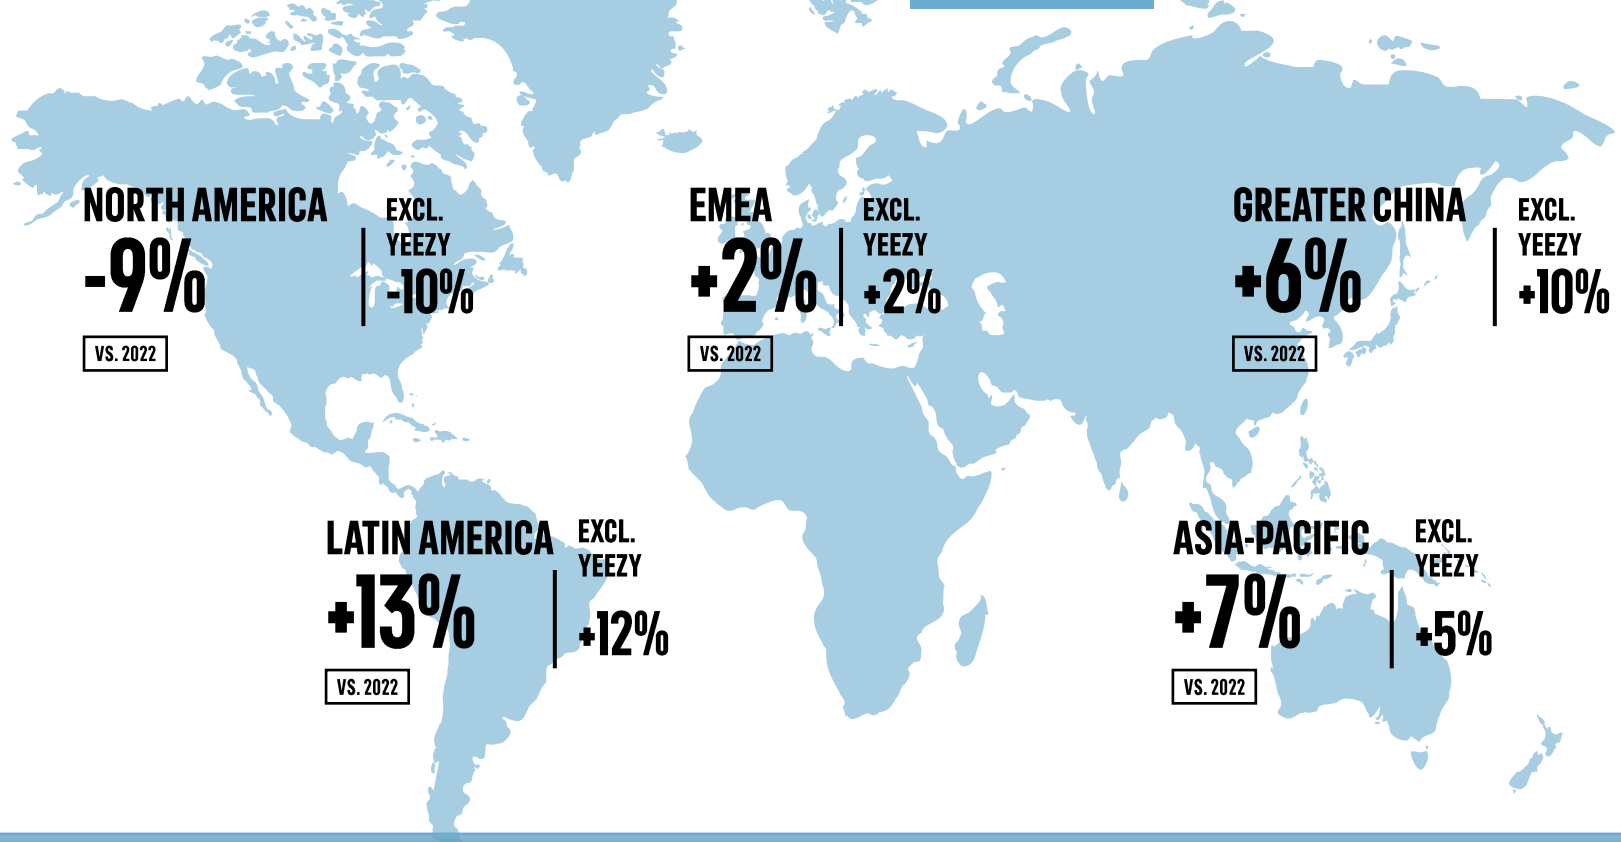 NORTH AMERICA
-9%
VS. 2022
EXCL.
YEEZY
-10%
EMEA
+2%
VS. 2022
EXCL.
YEEZY
+2%
GREATER CHINA
+6%
VS. 2022
EXCL.
YEEZY
+10%
LATIN AMERICA
+13%
VS. 2022
EXCL.
YEEZY
+12%
ASIA-PACIFIC
+7%
VS. 2022
EXCL.
YEEZY
+5%